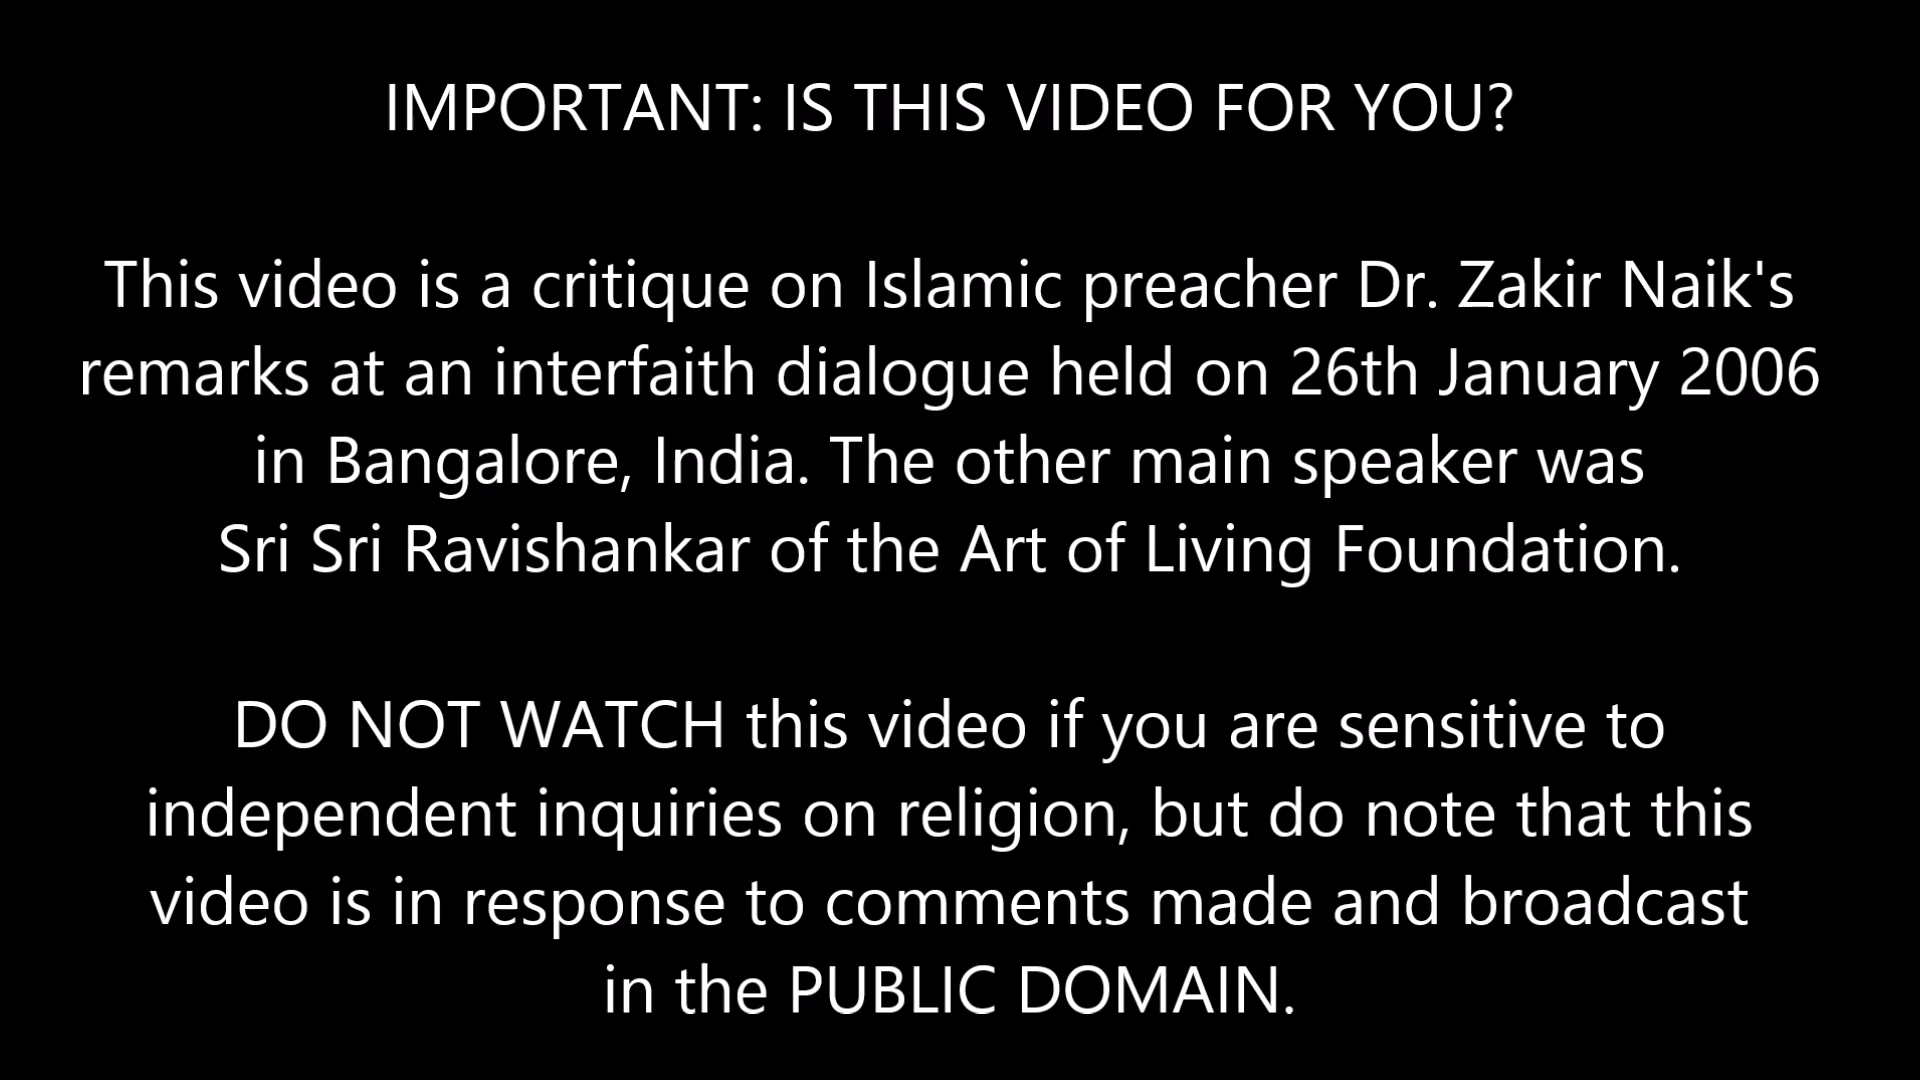 IMPORTANT: IS THIS VIDEO FOR YOU?
This video is a critique on Islamic preacher Dr. Zakir Naik's
remarks at an interfaith dialogue held on 26th January 2006
in Bangalore, India. The other main speaker was
Sri Sri Ravishankar of the Art of Living Foundation.
DO NOT WATCH this video if you are sensitive to
independent inquiries on religion, but do note that this
video is in response to comments made and broadcast
in the PUBLIC DOMAIN.